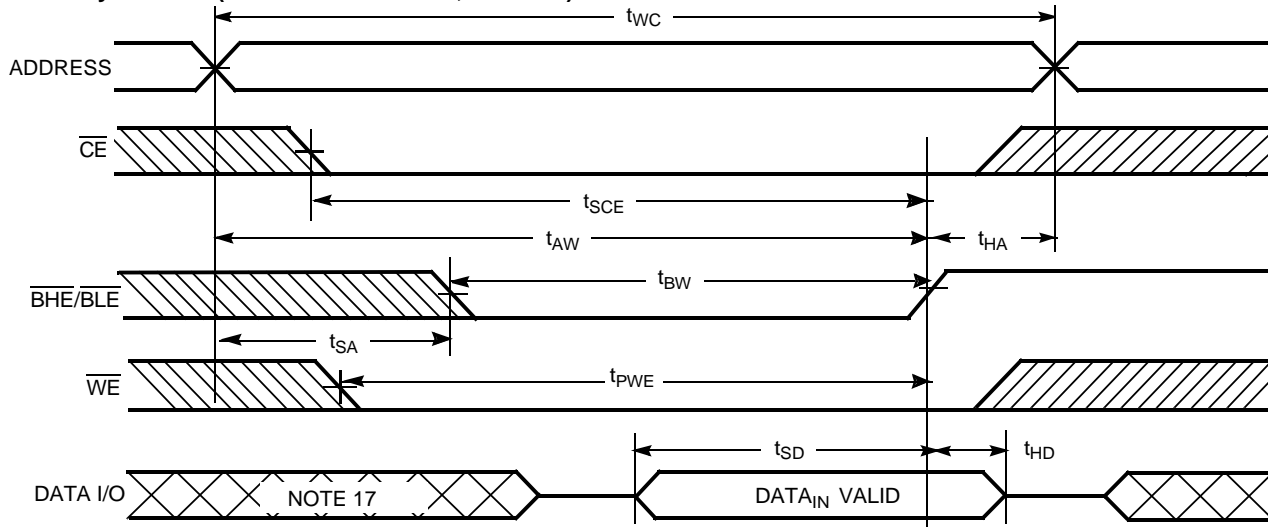 tWC
ADDRESS
CE
tSCE
tAW
tHA
BHE/BLE
tBW
tSA
WE
tPWE
tSD
tHD
DATA I/O
NOTE 17
DATAIN VALID